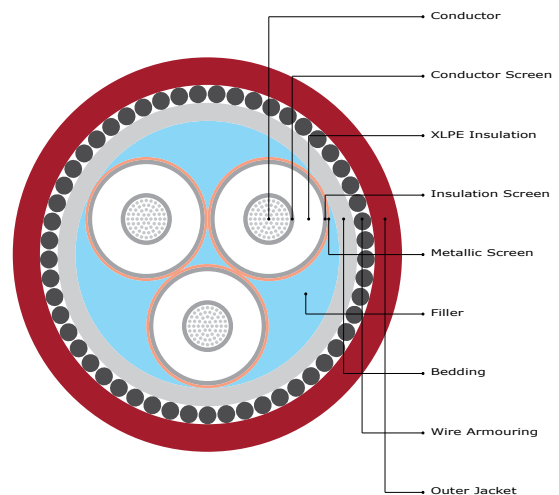 Conductor
Conductor Screen
XLPE Insulation
Insulation Screen
Metallic Screen
Filler
Bedding
Wire Armouring
Outer Jacket